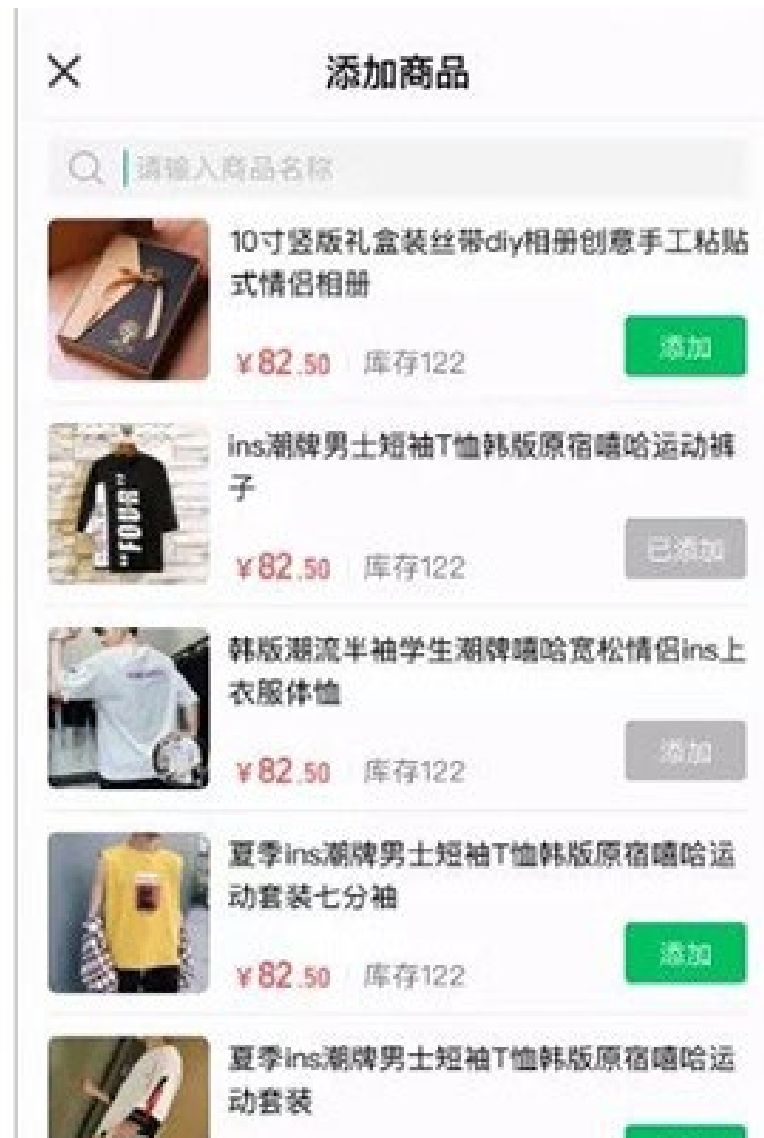 添加商品
请输入商品名称
10寸竖版礼盒装丝带diy相册创意手工粘贴
式情侣相册
¥82.50 库存122
添加
ins潮牌男士短袖T恤韩版原宿嘻哈运动裤
子
"FOUR"
¥82.50 库存122
已添加
韩版潮流半袖学生潮牌嘻哈宽松情侣ins上
衣服体恤
¥82.50 库存122
添加
夏季ins潮牌男士短袖T恤韩版原宿嘻哈运
动套装七分袖
¥82.50 库存122
添加
夏季ins潮牌男士短袖T恤韩版原宿嘻哈运
动套装